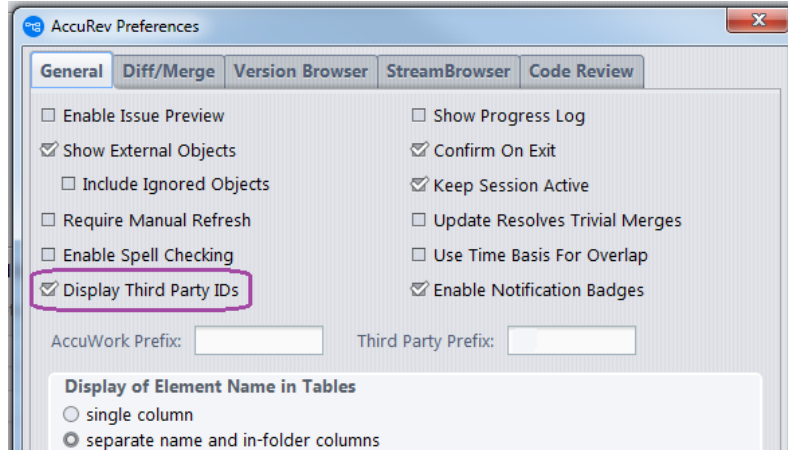 AccuRev Preferences
General Diff/Merge Version Browser StreamBrowser Code Review
Enable Issue Preview Show Progress Log
Show External Objects Confirm On Exit
Include Ignored Objects Keep Session Active
Require Manual Refresh Update Resolves Trivial Merges
Enable Spell Checking Use Time Basis For Overlap
Display Third Party IDs Enable Notification Badges
AccuWork Prefix: Third Party Prefix:
Display of Element Name in Tables
single column
separate name and in-folder columns